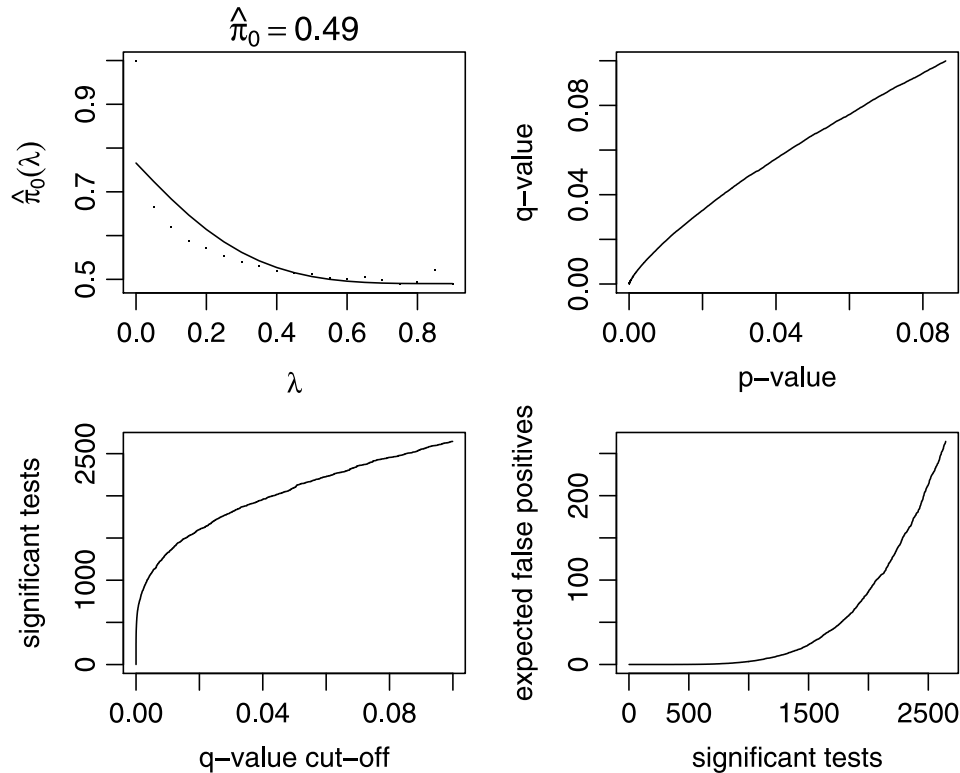 π̂₀ = 0.49
π̂₀(λ)
0.5 0.7 0.9
0.0 0.2 0.4 0.6 0.8
λ
q−value
0.00 0.04 0.08
0.00 0.04 0.08
p−value
significant tests
0 1000 2500
0.00 0.04 0.08
q−value cut−off
expected false positives
0 100 200
0 500 1500 2500
significant tests